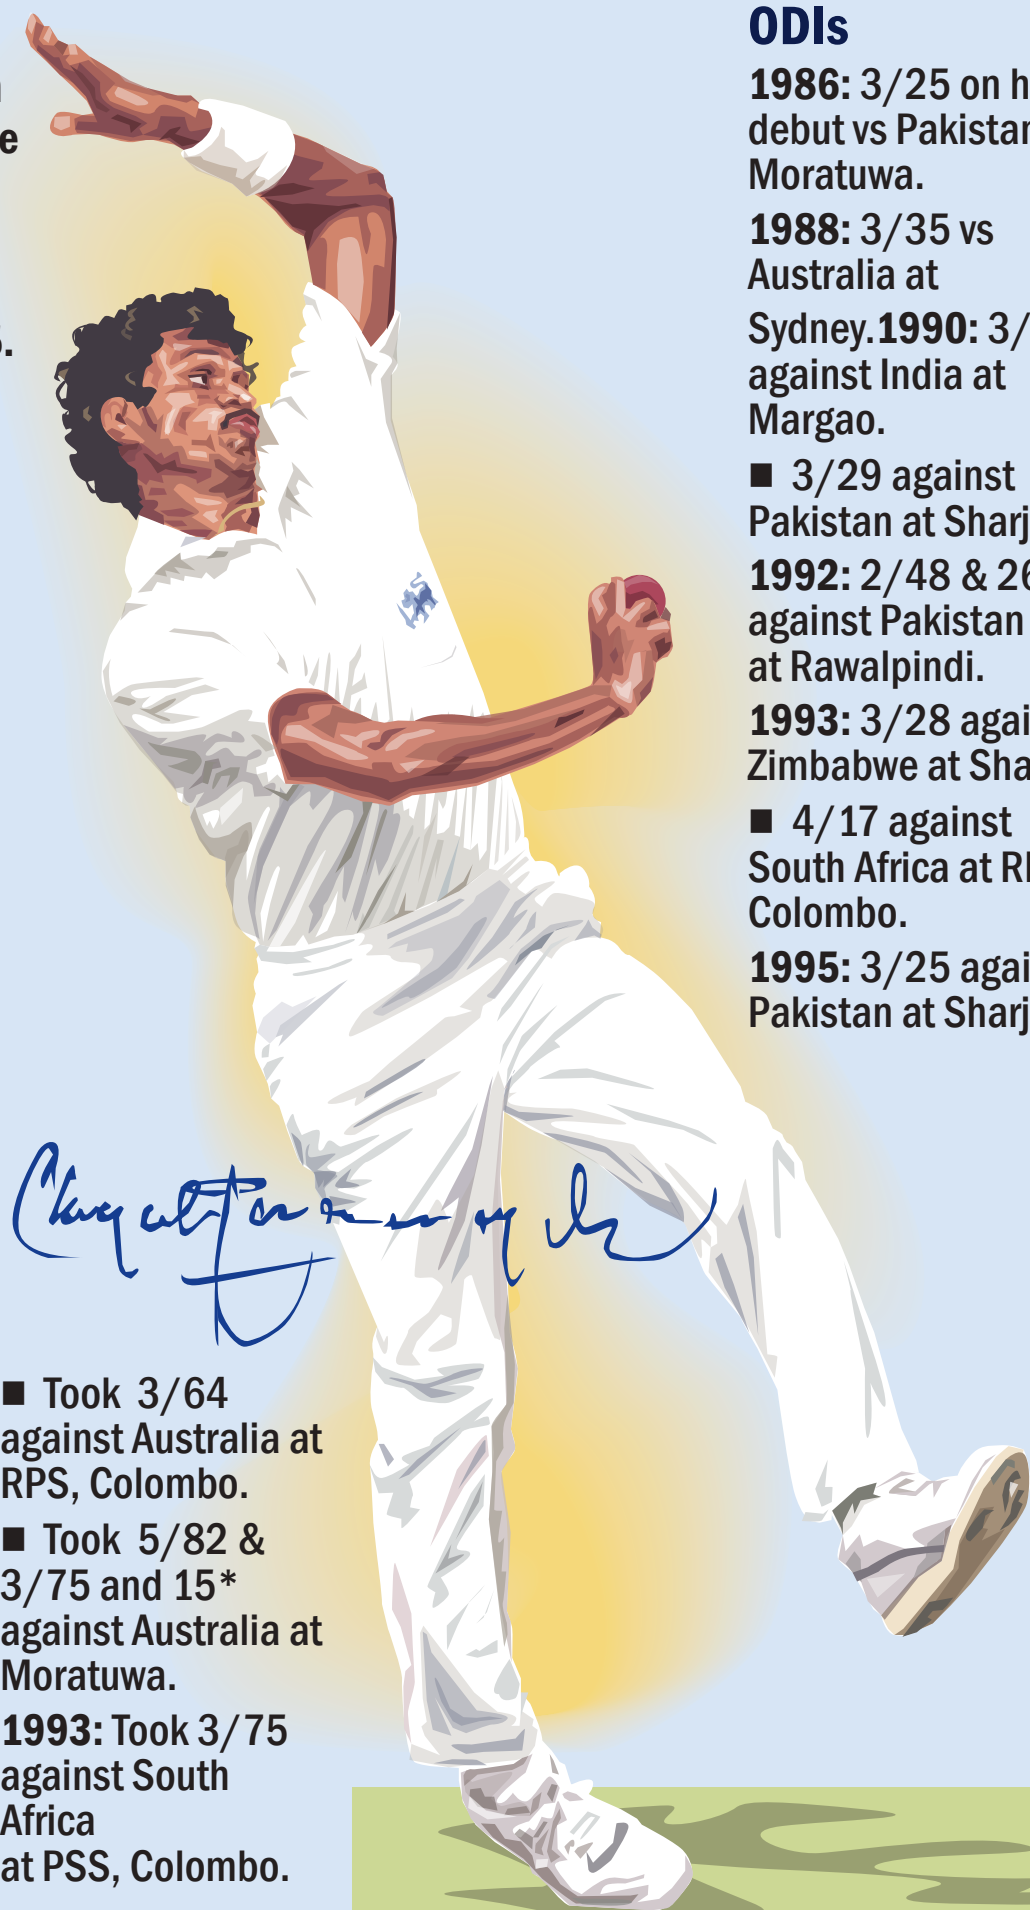 ODIs
1986: 3/25 on h
debut vs Pakistan
Moratuwa.
1988: 3/35 vs
Australia at
Sydney.1990: 3/
against India at
Margao.
■ 3/29 against
Pakistan at Sharj
1992: 2/48 & 26
against Pakistan
at Rawalpindi.
1993: 3/28 agai
Zimbabwe at Sha
■ 4/17 against
South Africa at R
Colombo.
1995: 3/25 agai
Pakistan at Sharj
■ Took 3/64
against Australia at
RPS, Colombo.
■ Took 5/82 &
3/75 and 15*
against Australia at
Moratuwa.
1993: Took 3/75
against South
Africa
at PSS, Colombo.